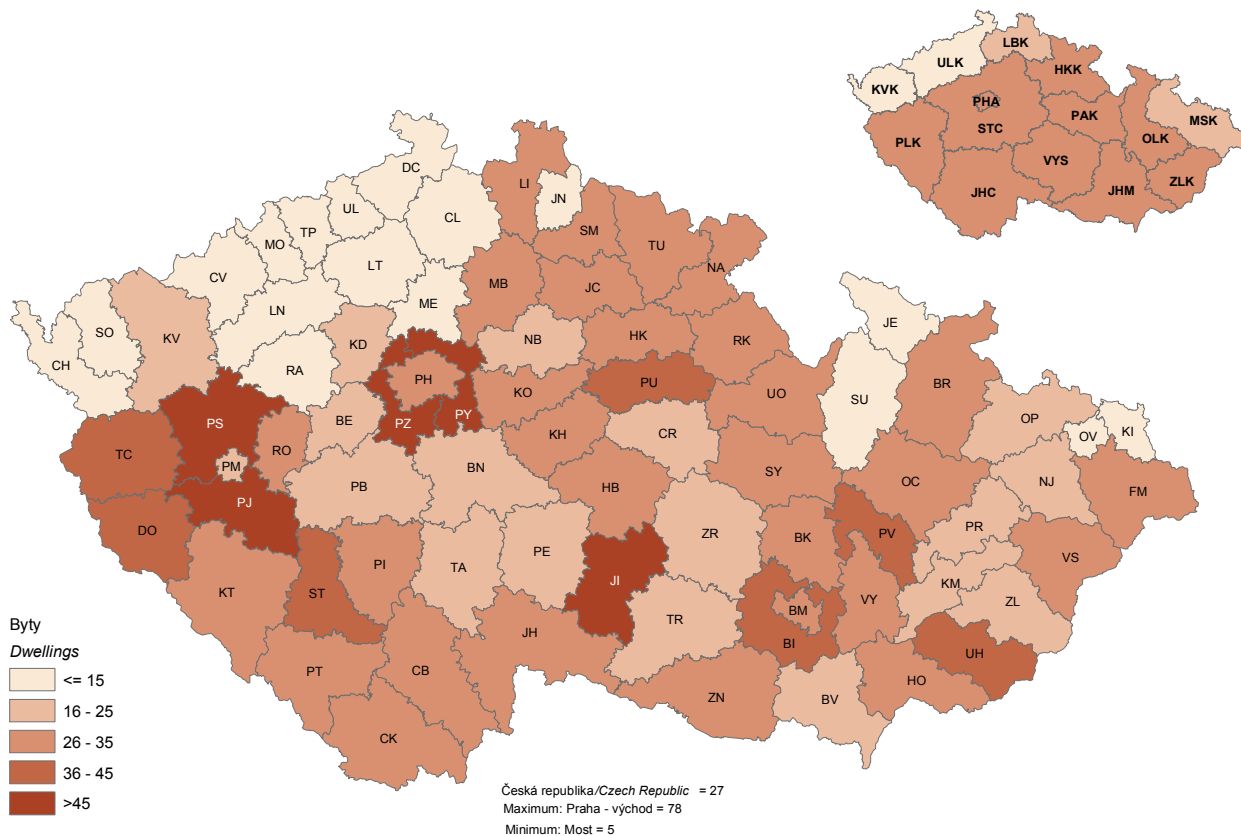 LBK
ULK
HKK
KVK
PHA
PAK
MSK
STC
OLK
PLK
VYS
ZLK
JHM
JHC
DC
LI
JN
UL
CL
SM
TU
MO
TP
NA
LT
CV
MB
JC
ME
LN
SO
KV
JE
KD
NB
HK
RK
CH
RA
PH
PU
BR
KO
UO
SU
OP
PS
PZ
PY
BE
KH
CR
OV
KI
TC
RO
PM
BN
SY
OC
NJ
FM
PB
HB
PJ
DO
PR
ZR
BK
PV
VS
PE
PI
TA
JI
KT
ST
KM
VY
ZL
BM
TR
JH
BI
UH
PT
CB
HO
ZN
BV
CK
Byty
Dwellings
<= 15
16 - 25
26 - 35
36 - 45
>45
Česká republika/Czech Republic = 27
Maximum: Praha - východ = 78
Minimum: Most = 5